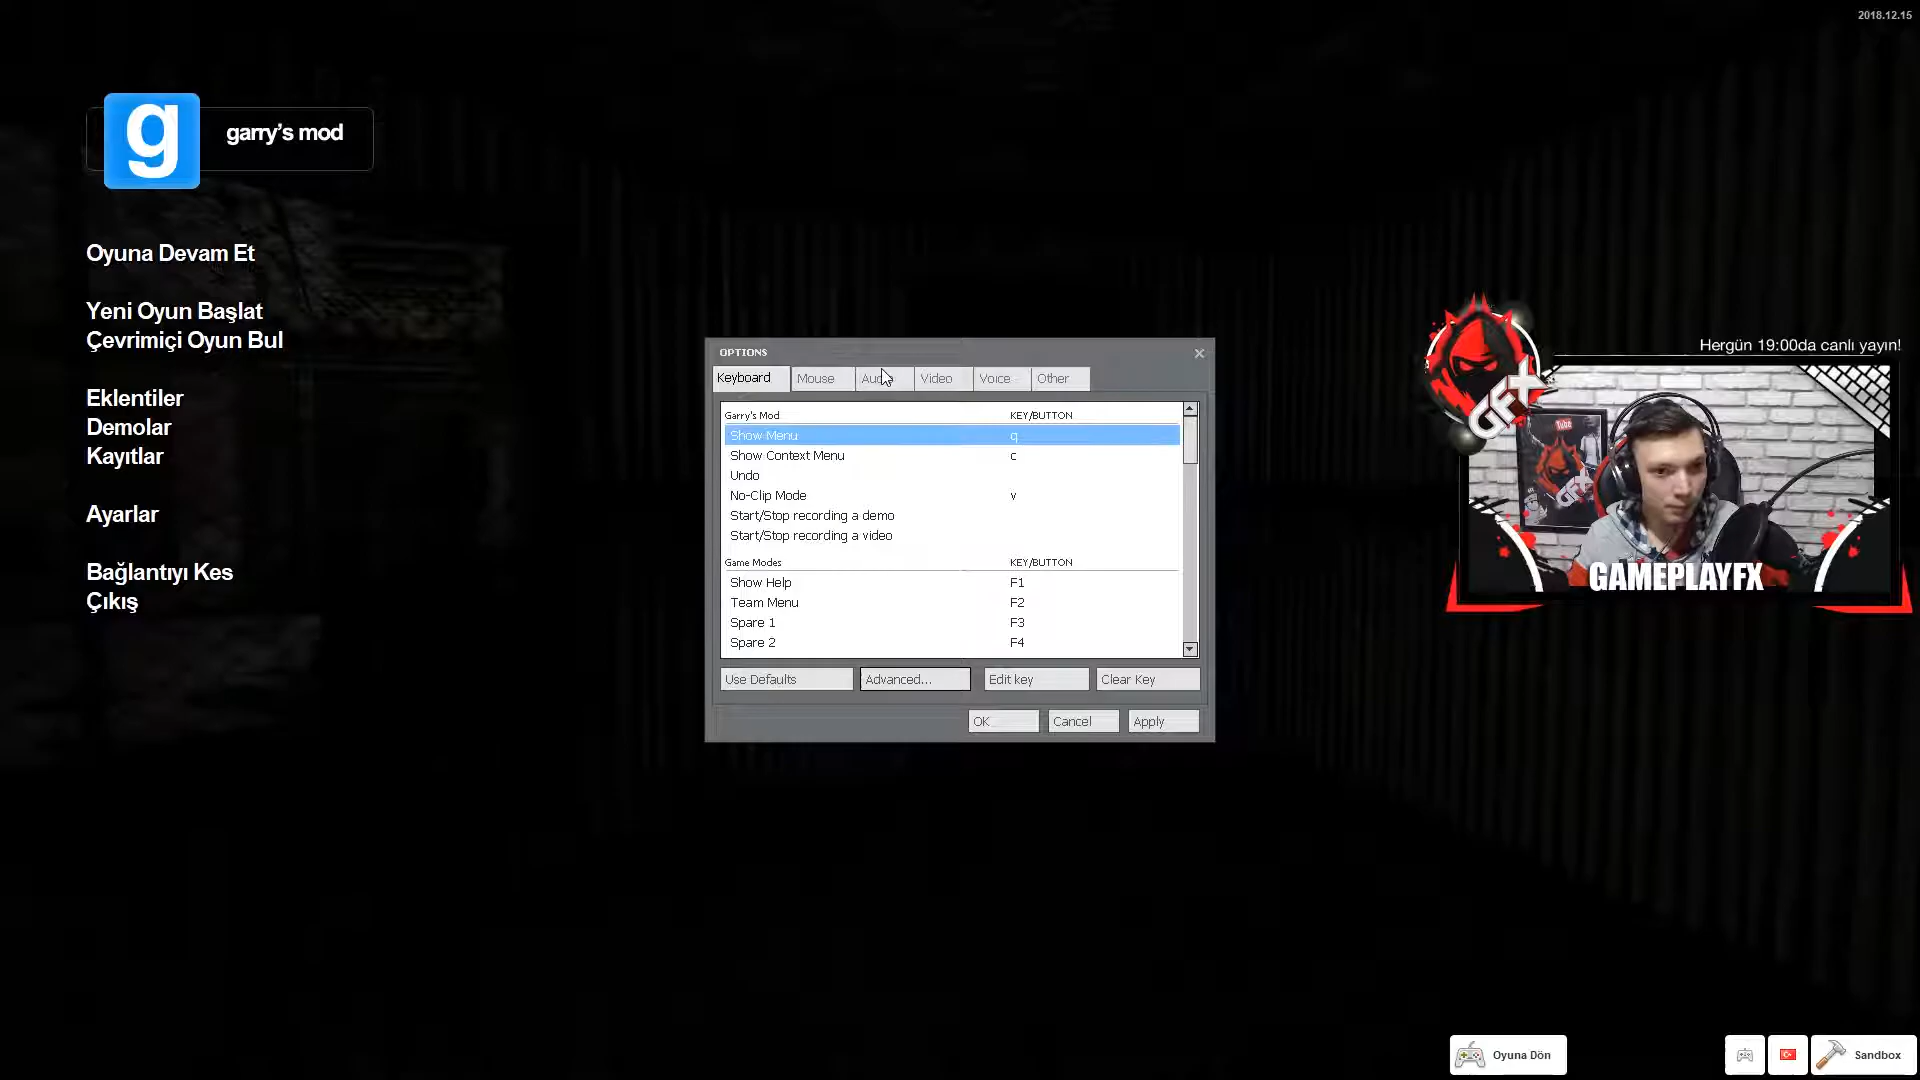 2018.12.15
g
garry's mod
Oyuna Devam Et
Yeni Oyun Başlat
Çevrimiçi Oyun Bul
Eklentiler
Demolar
Kayıtlar
Ayarlar
Bağlantıyı Kes
Çıkış
OPTIONS
Keyboard Mouse Video Voice Other
Garry's Mod KEY/BUTTON
Show Menu q
Show Context Menu c
Undo
No-Clip Mode v
Start/Stop recording a demo
Start/Stop recording a video
Game Modes KEY/BUTTON
Show Help F1
Team Menu F2
Spare 1 F3
Spare 2 F4
Use Defaults Advanced... Edit key Clear Key
OK Cancel Apply
Hergün 19:00da canlı yayın!
GFX
Tube
GFX
GAMEPLAYFX
Oyuna Dön
Sandbox